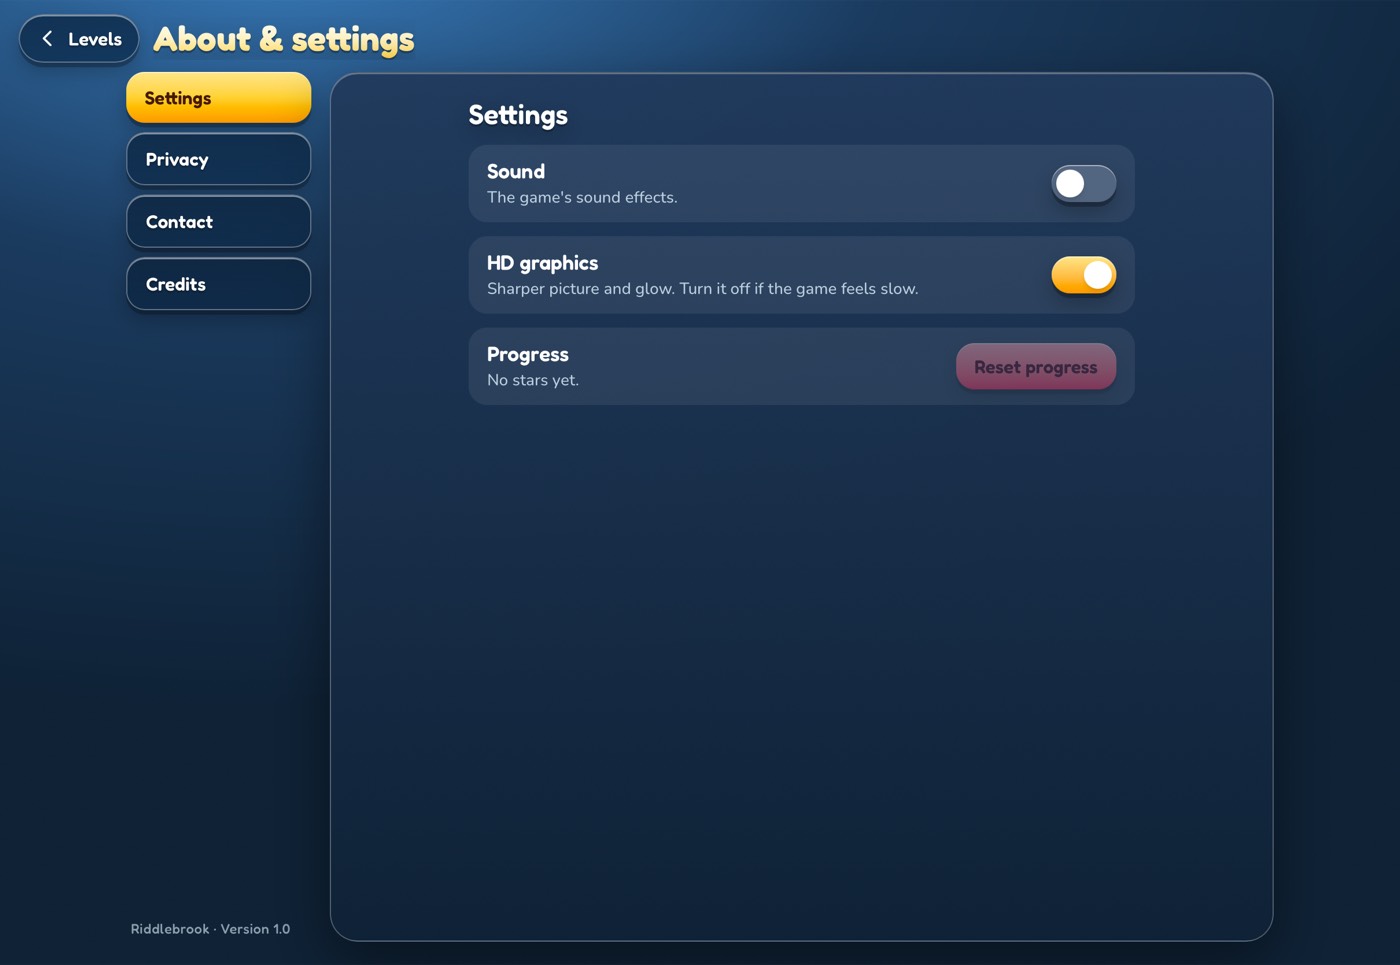 Levels
About & settings
Settings
Privacy
Contact
Credits
Settings
Sound
The game's sound effects.
HD graphics
Sharper picture and glow. Turn it off if the game feels slow.
Progress
No stars yet.
Reset progress
Riddlebrook · Version 1.0